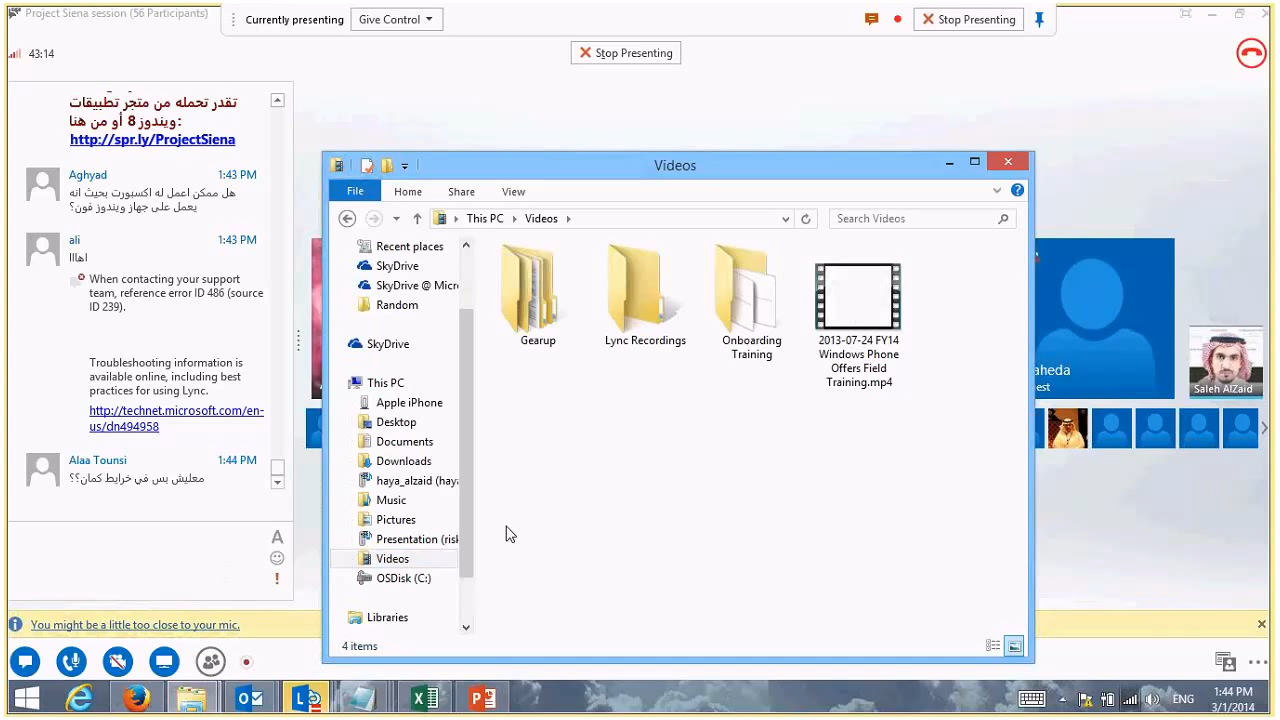 Project Siena session (56 Participants)
Currently presenting
Give Control
Stop Presenting
43:14
Stop Presenting
تقدر تحمله من متجر تطبيقات
ويندوز 8 أو من هنا:
http://spr.ly/ProjectSiena
Aghyad 1:43 PM
هل ممكن اعمل له اكسبورت بحيث انه
يعمل على جهاز ويندوز فون؟
ali 1:43 PM
اهااا
When contacting your support
team, reference error ID 486 (source
ID 239).
Troubleshooting information is
available online, including best
practices for using Lync.
http://technet.microsoft.com/en-
us/dn494958
Alaa Tounsi 1:44 PM
معليش بس في خرايط كمان؟؟
A
!
You might be a little too close to your mic.
Videos
File Home Share View
This PC Videos
Search Videos
Recent places
SkyDrive
SkyDrive @ Micr
Random
SkyDrive
This PC
Apple iPhone
Desktop
Documents
Downloads
haya_alzaid (hay
Music
Pictures
Presentation (risk
Videos
OSDisk (C:)
Libraries
Gearup
Lync Recordings
Onboarding
Training
2013-07-24 FY14
Windows Phone
Offers Field
Training.mp4
4 items
aheda
est
Saleh AlZaid
ENG
1:44 PM
3/1/2014